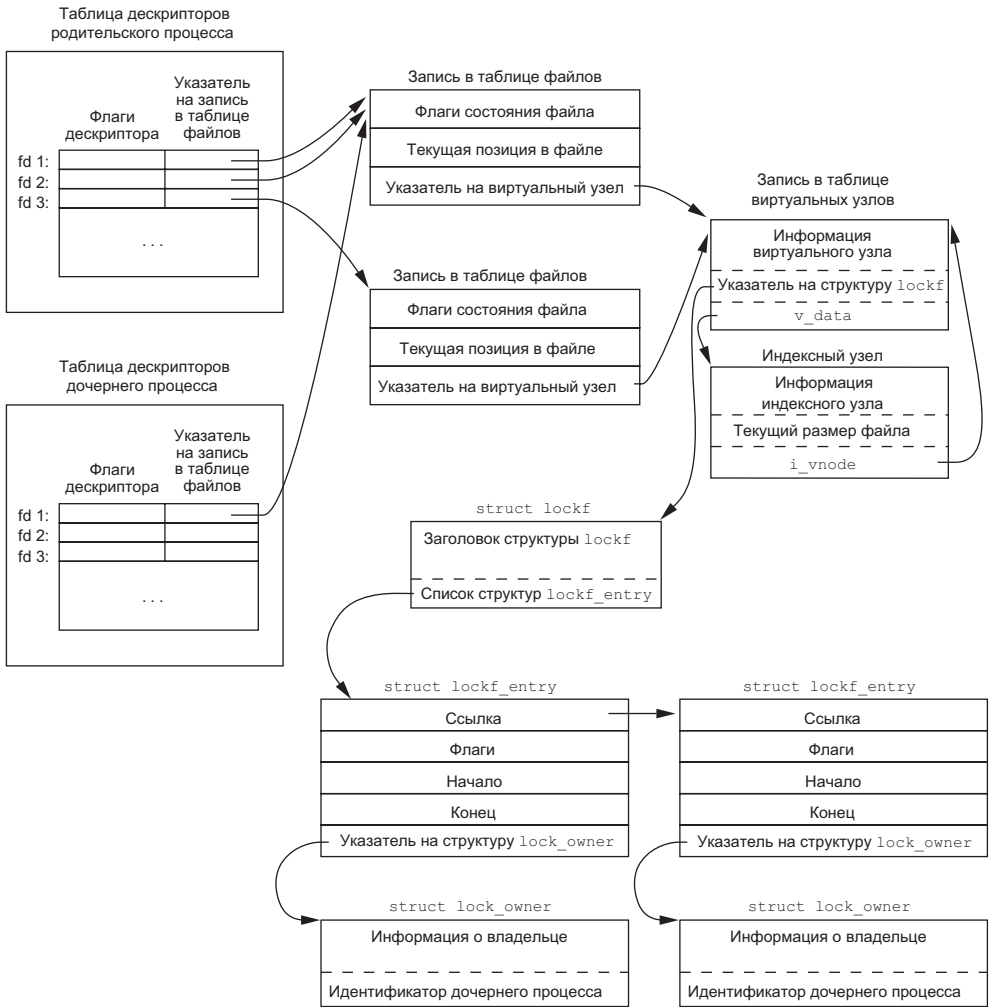 Таблица дескрипторов
родительского процесса
Флаги
дескриптора
Указатель
на запись
в таблице
файлов
fd 1:
fd 2:
fd 3:
. . .
Запись в таблице файлов
Флаги состояния файла
Текущая позиция в файле
Указатель на виртуальный узел
Запись в таблице
виртуальных узлов
Информация
виртуального узла
Указатель на структуру lockf
v_data
Запись в таблице файлов
Флаги состояния файла
Текущая позиция в файле
Указатель на виртуальный узел
Индексный узел
Информация
индексного узла
Текущий размер файла
i_vnode
Таблица дескрипторов
дочернего процесса
Флаги
дескриптора
Указатель
на запись
в таблице
файлов
fd 1:
fd 2:
fd 3:
. . .
struct lockf
Заголовок структуры lockf
Список структур lockf_entry
struct lockf_entry
Ссылка
Флаги
Начало
Конец
Указатель на структуру lock_owner
struct lockf_entry
Ссылка
Флаги
Начало
Конец
Указатель на структуру lock_owner
struct lock_owner
Информация о владельце
Идентификатор дочернего процесса
struct lock_owner
Информация о владельце
Идентификатор дочернего процесса